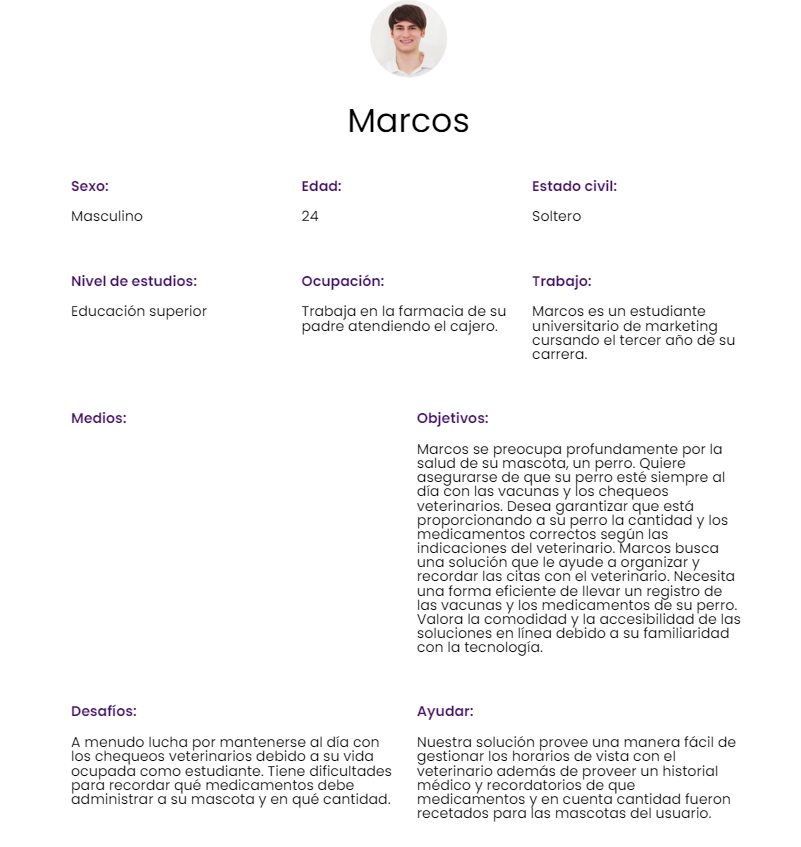 Marcos
Sexo:
Edad:
Estado civil:
Masculino
24
Soltero
Nivel de estudios:
Ocupación:
Trabajo:
Educación superior
Trabaja en la farmacia de su
padre atendiendo el cajero.
Marcos es un estudiante
universitario de marketing
cursando el tercer año de su
carrera.
Medios:
Objetivos:
Marcos se preocupa profundamente por la
salud de su mascota, un perro. Quiere
asegurarse de que su perro esté siempre al
día con las vacunas y los chequeos
veterinarios. Desea garantizar que está
proporcionando a su perro la cantidad y los
medicamentos correctos según las
indicaciones del veterinario. Marcos busca
una solución que le ayude a organizar y
recordar las citas con el veterinario. Necesita
una forma eficiente de llevar un registro de
las vacunas y los medicamentos de su perro.
Valora la comodidad y la accesibilidad de las
soluciones en línea debido a su familiaridad
con la tecnología.
Desafíos:
A menudo lucha por mantenerse al día con
los chequeos veterinarios debido a su vida
ocupada como estudiante. Tiene dificultades
para recordar qué medicamentos debe
administrar a su mascota y en qué cantidad.
Ayudar:
Nuestra solución provee una manera fácil de
gestionar los horarios de vista con el
veterinario además de proveer un historial
médico y recordatorios de que
medicamentos y en cuenta cantidad fueron
recetados para las mascotas del usuario.